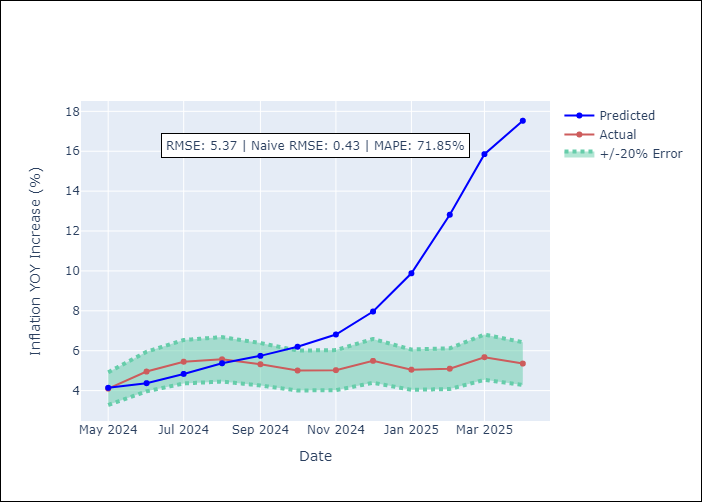 RMSE: 5.37 | Naive RMSE: 0.43 | MAPE: 71.85%
Predicted
Actual
+/-20% Error
Inflation YOY Increase (%)
18
16
14
12
10
8
6
4
May 2024 Jul 2024 Sep 2024 Nov 2024 Jan 2025 Mar 2025
Date